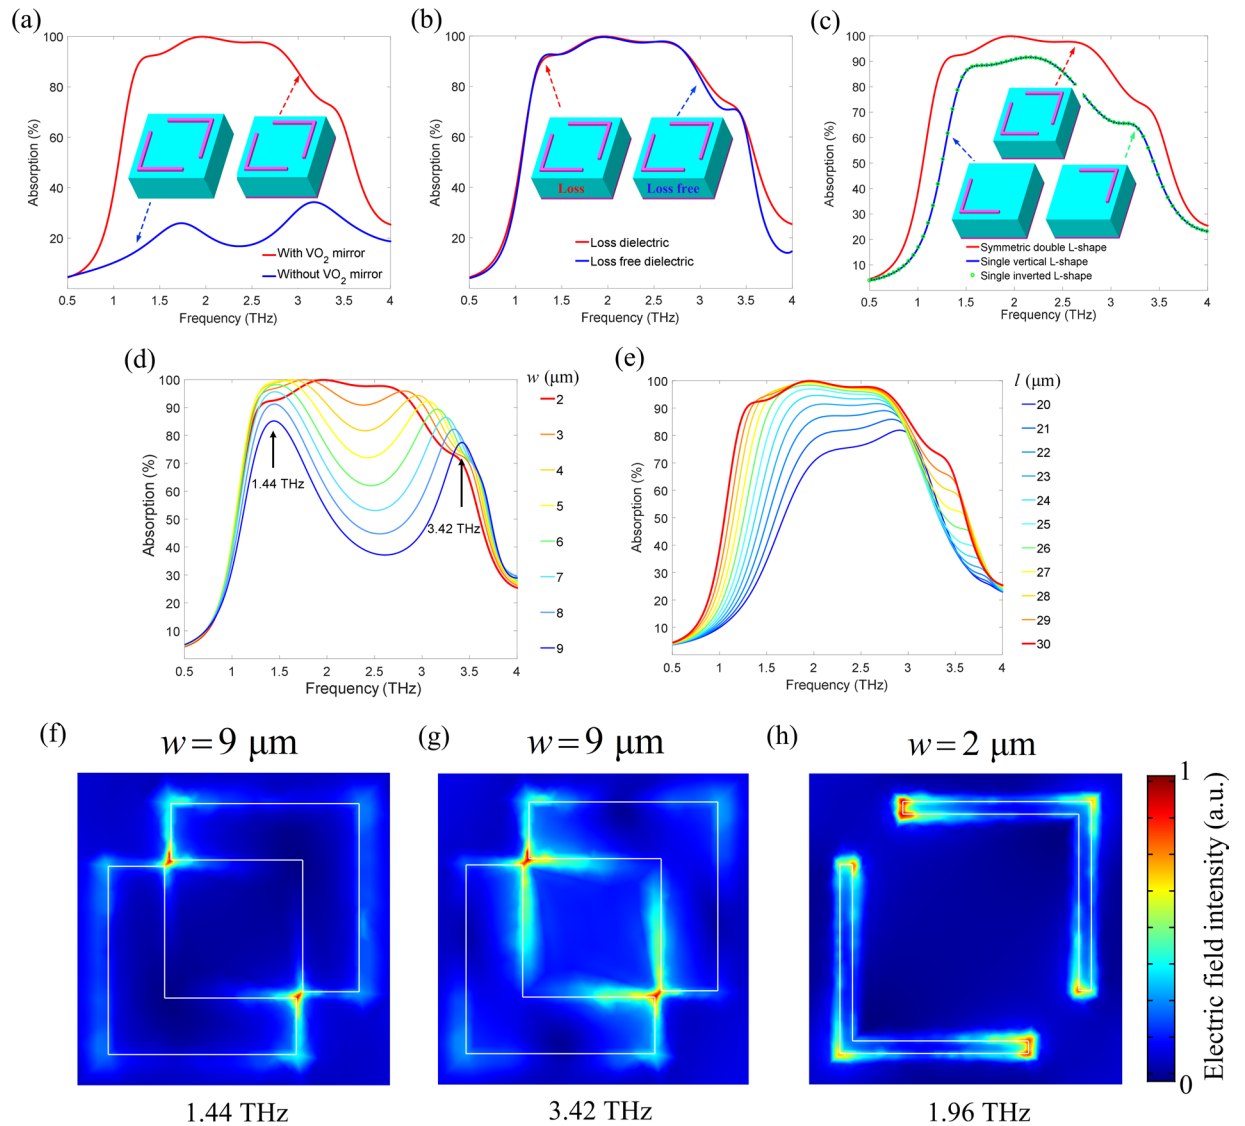 (a)
100
80
60
40
20
Absorption (%)
With VO2 mirror
Without VO2 mirror
0.5 1 1.5 2 2.5 3 3.5 4
Frequency (THz)
(b)
100
80
60
40
20
Absorption (%)
Loss
Loss free
Loss dielectric
Loss free dielectric
0.5 1 1.5 2 2.5 3 3.5 4
Frequency (THz)
(c)
100
90
80
70
60
50
40
30
20
10
Absorption (%)
Symmetric double L-shape
Single vertical L-shape
Single inverted L-shape
0.5 1 1.5 2 2.5 3 3.5 4
Frequency (THz)
(d)
100
90
80
70
60
50
40
30
20
10
Absorption (%)
1.44 THz
3.42 THz
0.5 1 1.5 2 2.5 3 3.5 4
Frequency (THz)
w (μm)
2
3
4
5
6
7
8
9
(e)
100
90
80
70
60
50
40
30
20
10
Absorption (%)
0.5 1 1.5 2 2.5 3 3.5 4
Frequency (THz)
l (μm)
20
21
22
23
24
25
26
27
28
29
30
(f)
w = 9 μm
1.44 THz
(g)
w = 9 μm
3.42 THz
(h)
w = 2 μm
1.96 THz
1
0
Electric field intensity (a.u.)